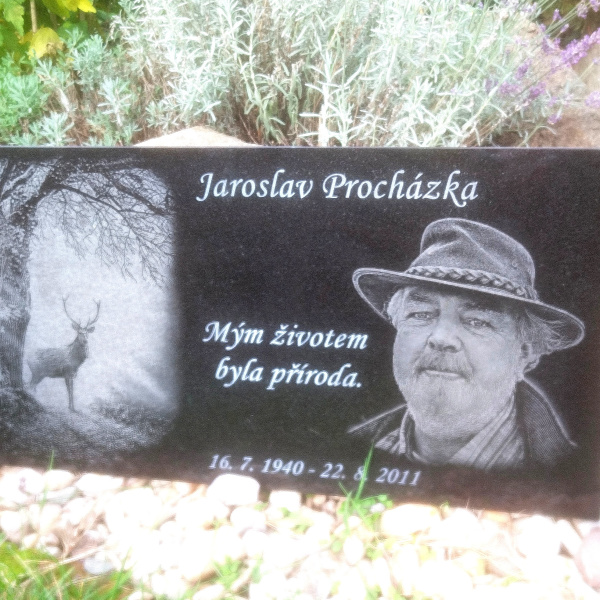 Jaroslav Procházka
Mým životem
byla příroda.
16. 7. 1940 - 22. 8. 2011